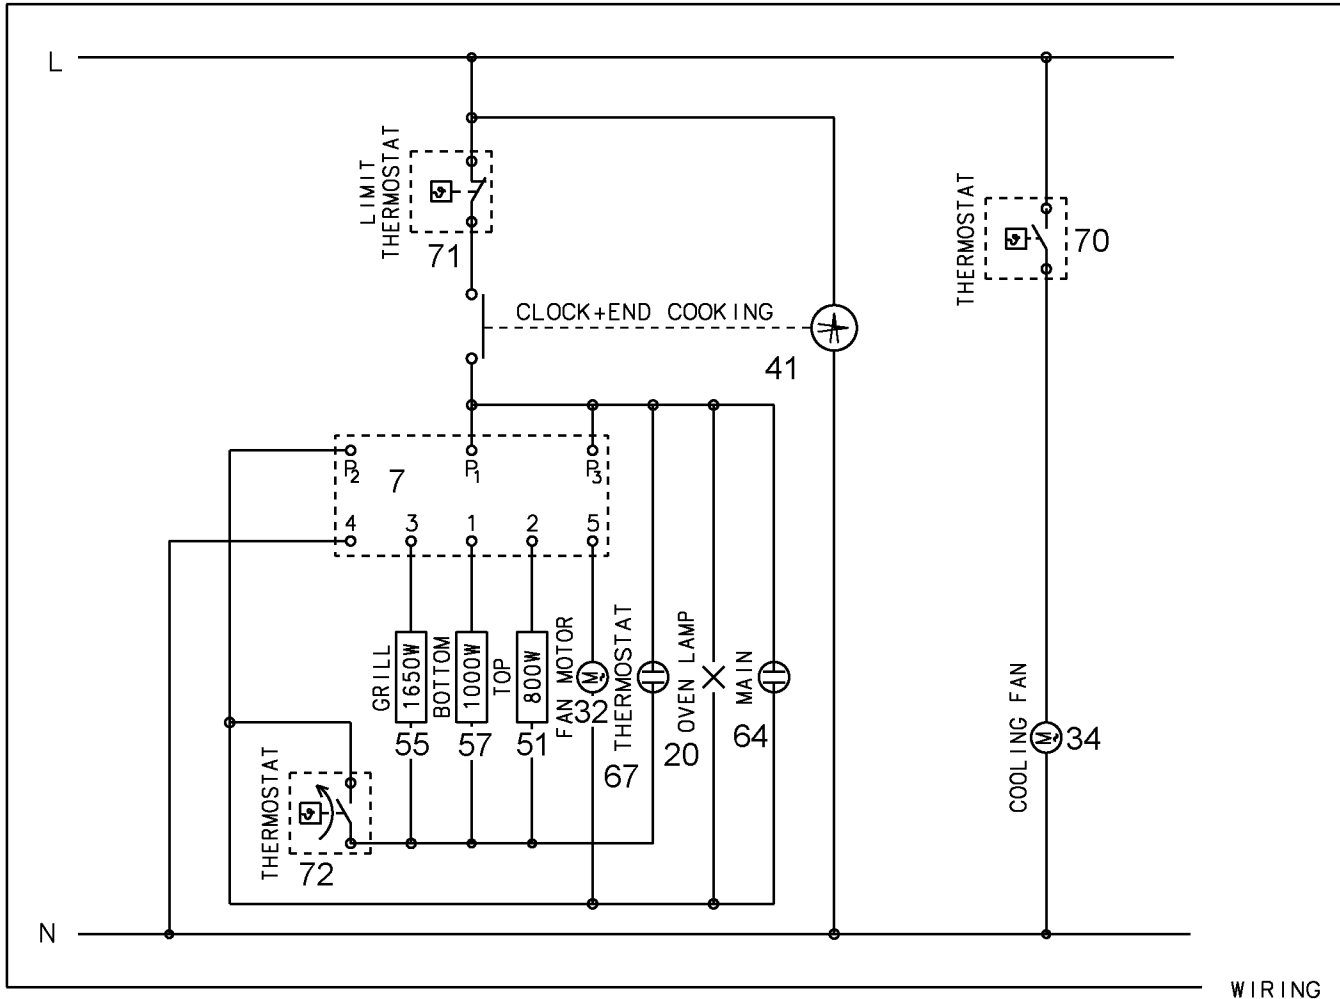 L
LIMIT
THERMOSTAT
71
THERMOSTAT
70
CLOCK+END COOKING
41
P2
7
P1
P3
4
3
1
2
5
GRILL
1650W
55
BOTTOM
1000W
57
TOP
800W
51
FAN MOTOR
M
32
THERMOSTAT
67
OVEN LAMP
20
MAIN
64
COOLING FAN
M
34
THERMOSTAT
72
N
WIRING